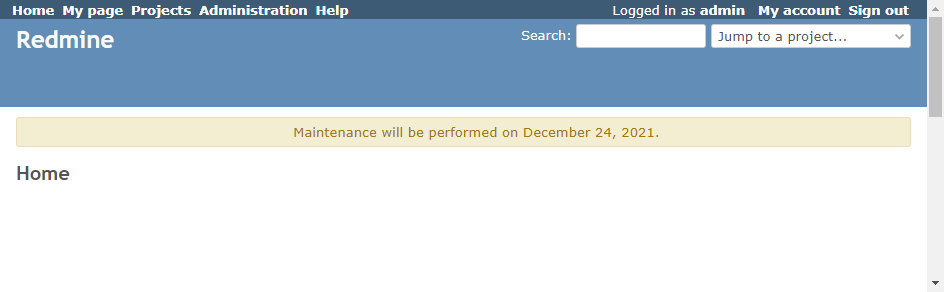 Home My page Projects Administration Help Logged in as admin My account Sign out
Redmine Search: Jump to a project...
Maintenance will be performed on December 24, 2021.
Home